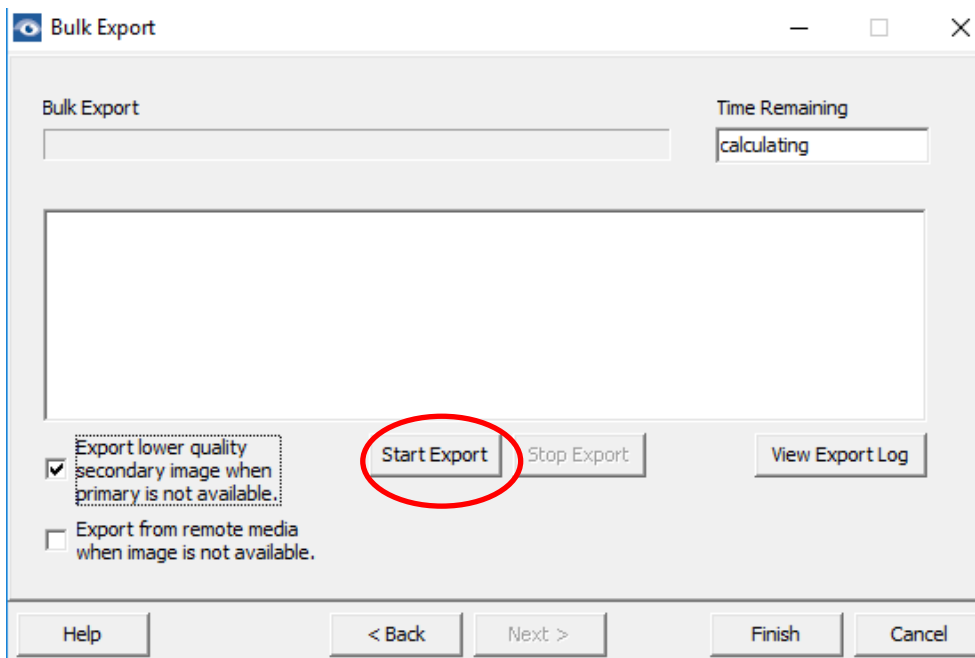 Bulk Export
Bulk Export
Time Remaining
calculating
Export lower quality
secondary image when
primary is not available.
Start Export
Stop Export
View Export Log
Export from remote media
when image is not available.
Help
< Back
Next >
Finish
Cancel